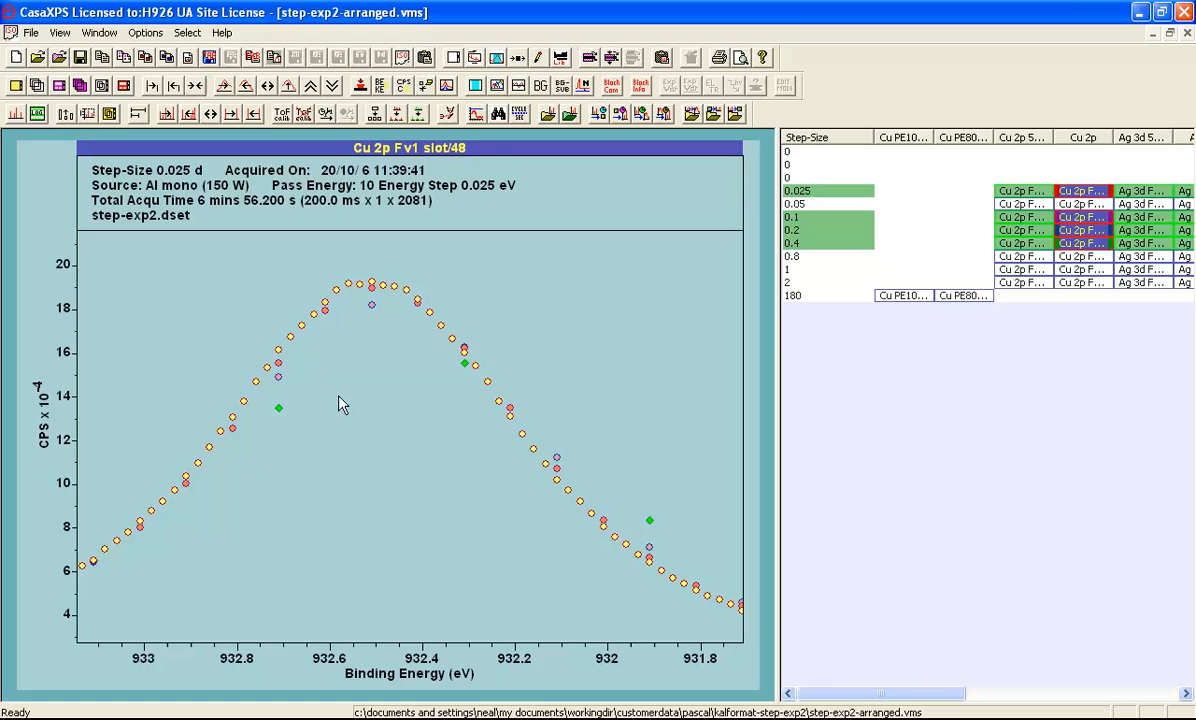 CasaXPS Licensed to:H926 UA Site License - [step-exp2-arranged.vms]
File View Window Options Select Help
Cu 2p F v1 slot/48
Step-Size 0.025 d Acquired On: 20/10/ 6 11:39:41
Source: Al mono (150 W) Pass Energy: 10 Energy Step 0.025 eV
Total Acqu Time 6 mins 56.200 s (200.0 ms x 1 x 2081)
step-exp2.dset
20
18
16
14
12
10
8
6
4
CPS x 10-4
933 932.8 932.6 932.4 932.2 932 931.8
Binding Energy (eV)
Step-Size Cu PE10... Cu PE80... Cu 2p 5... Cu 2p Ag 3d 5... A
0
0
0
0.025 Cu 2p F... Cu 2p F... Ag 3d F... Ag
0.05 Cu 2p F... Cu 2p F... Ag 3d F... Ag
0.1 Cu 2p F... Cu 2p F... Ag 3d F... Ag
0.2 Cu 2p F... Cu 2p F... Ag 3d F... Ag
0.4 Cu 2p F... Cu 2p F... Ag 3d F... Ag
0.8 Cu 2p F... Cu 2p F... Ag 3d F... Ag
1 Cu 2p F... Cu 2p F... Ag 3d F... Ag
2 Cu 2p F... Cu 2p F... Ag 3d F... Ag
180 Cu PE10... Cu PE80...
Ready c:\documents and settings\neal\my documents\workingdir\customerdata\pascal\kalformat-step-exp2\step-exp2-arranged.vms